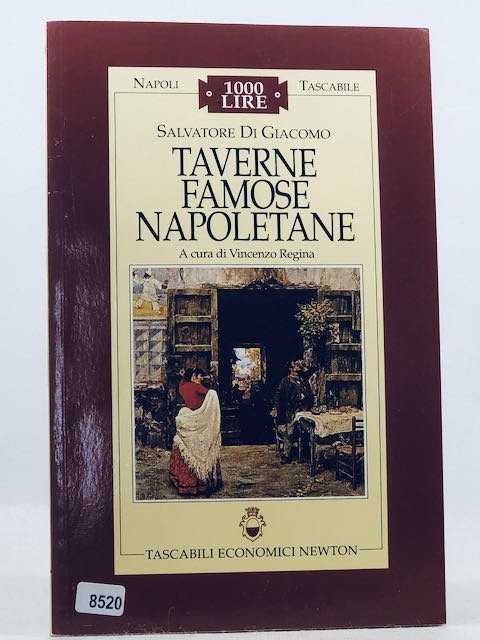 NAPOLI
1000
LIRE
TASCABILE
SALVATORE DI GIACOMO
TAVERNE
FAMOSE
NAPOLETANE
A cura di Vincenzo Regina
TASCABILI ECONOMICI NEWTON
8520